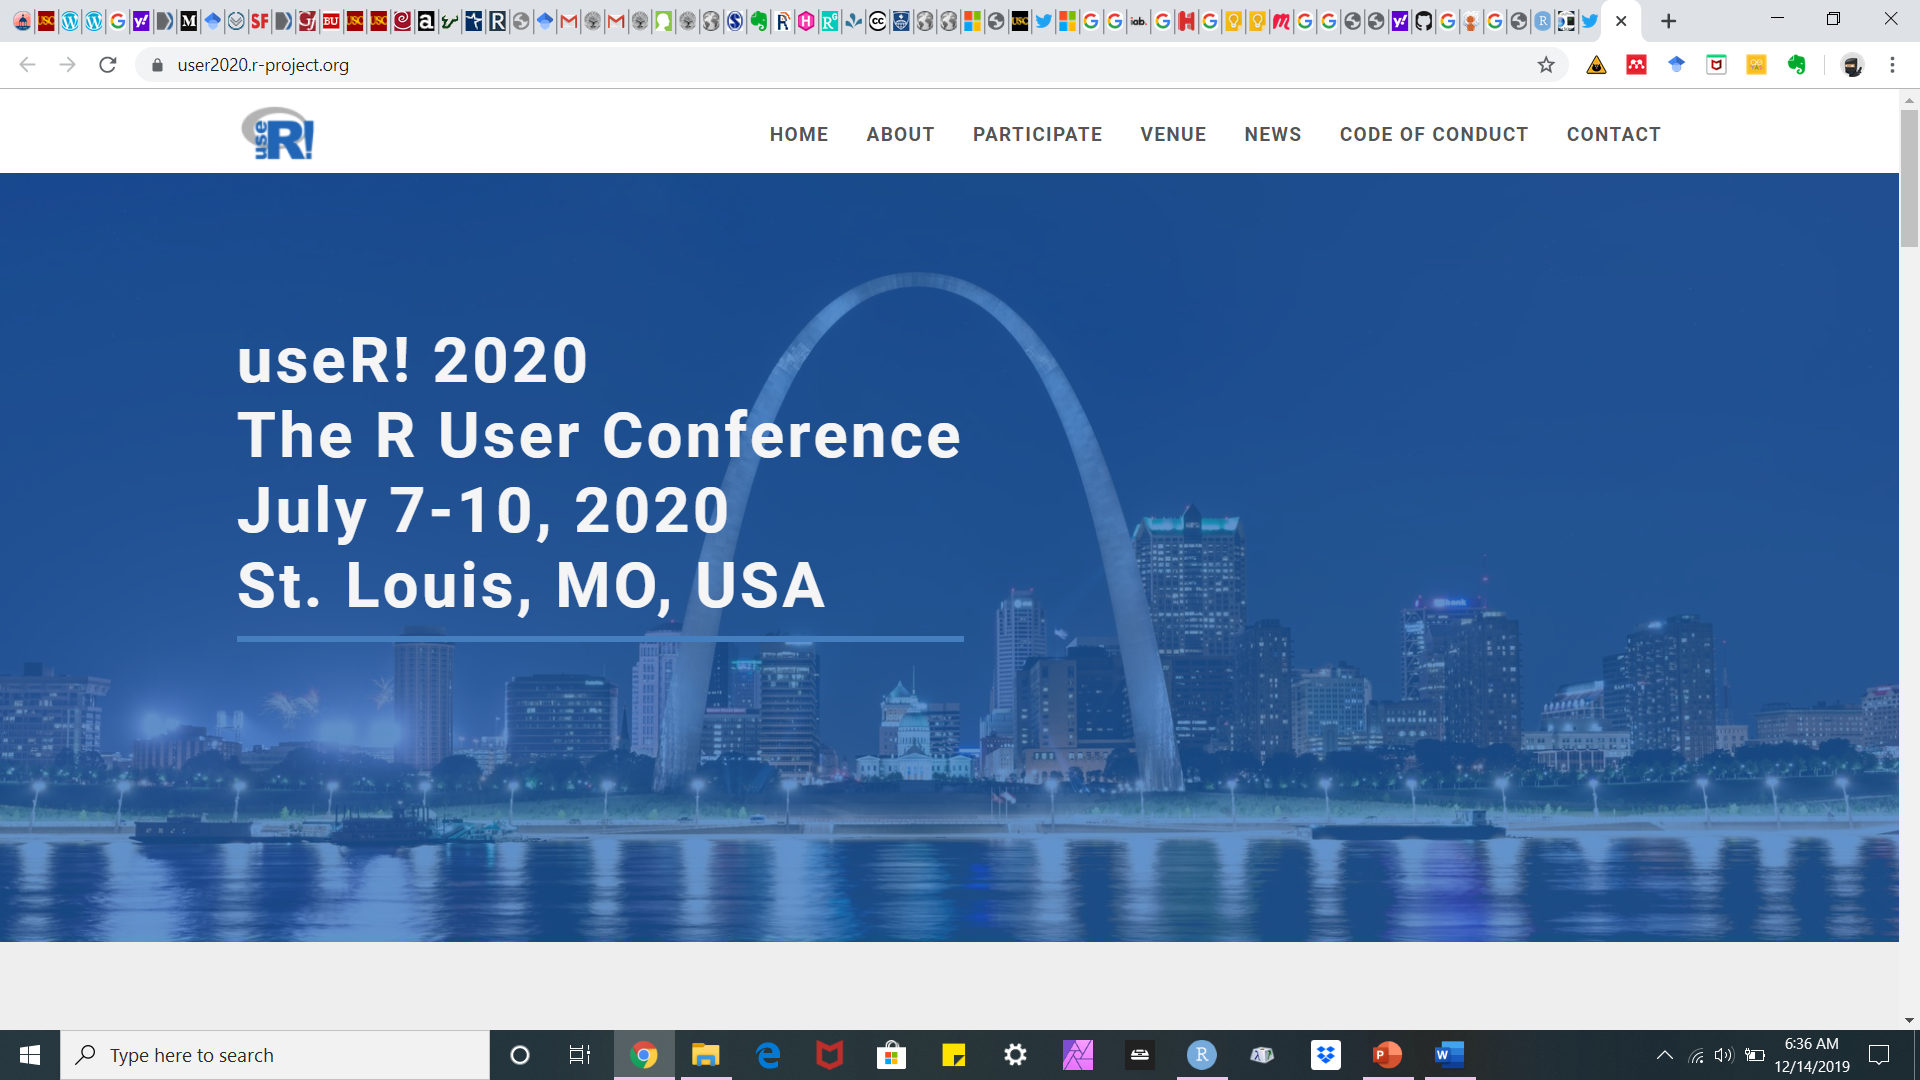 user2020.r-project.org
useR!
HOME ABOUT PARTICIPATE VENUE NEWS CODE OF CONDUCT CONTACT
useR! 2020
The R User Conference
July 7-10, 2020
St. Louis, MO, USA
Type here to search
6:36 AM
12/14/2019